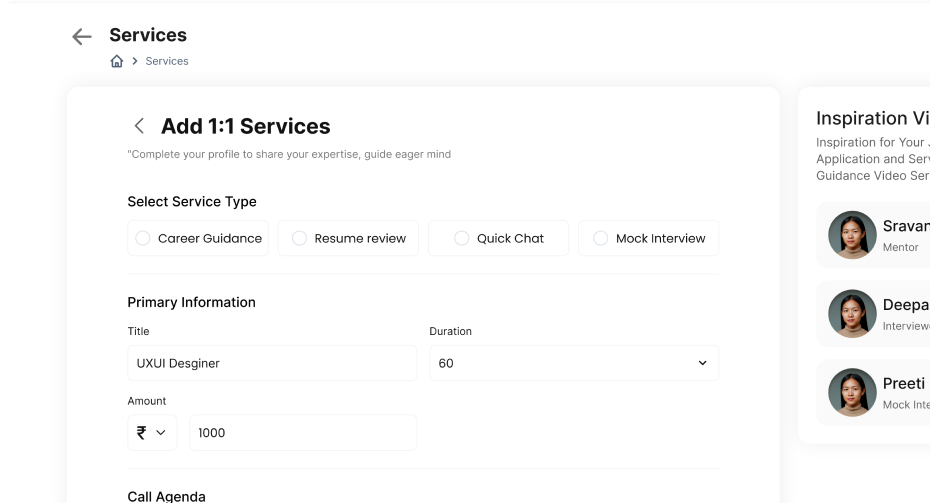 Services
Services
Add 1:1 Services
"Complete your profile to share your expertise, guide eager mind
Select Service Type
Career Guidance Resume review Quick Chat Mock Interview
Primary Information
Title Duration
UXUI Desginer 60
Amount
₹ 1000
Call Agenda
Inspiration Vi
Inspiration for Your
Application and Serv
Guidance Video Ser
Sravan
Mentor
Deepa
Interviewe
Preeti
Mock Inte